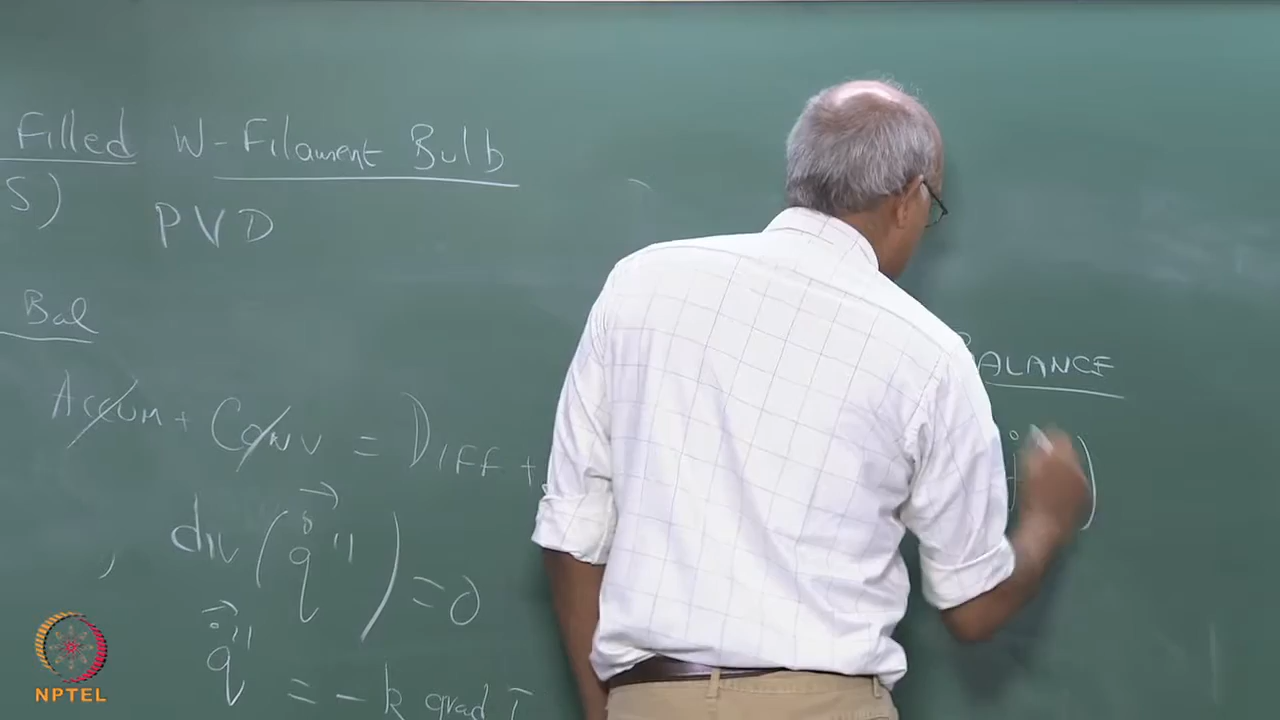 Filled W-Filament Bulb
S) PVD
Bal
BALANCE
Accum + Conv = Diff +
div (q̇⃗'') = 0
q̇⃗'' = - k grad T
NPTEL